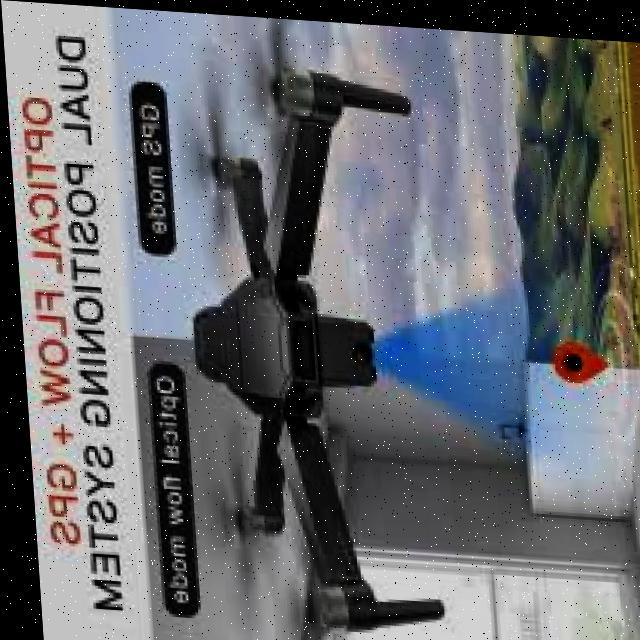 DUAL POSITIONING SYSTEM
OPTICAL FLOW + GPS
GPS mode
Optical flow mode